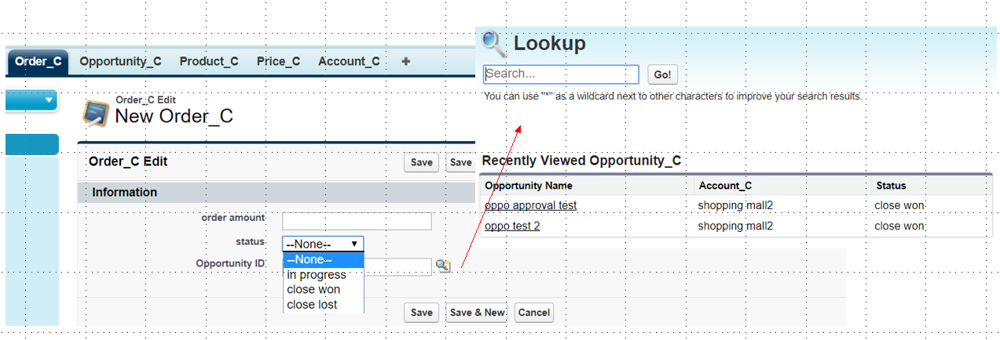 Order_C Opportunity_C Product_C Price_C Account_C +
Order_C Edit
New Order_C
Order_C Edit
Save Save
Information
order amount
status
--None--
--None--
in progress
close won
close lost
Opportunity ID
Save Save & New Cancel
Lookup
Search...
Go!
You can use "*" as a wildcard next to other characters to improve your search results.
Recently Viewed Opportunity_C
Opportunity Name Account_C Status
oppo approval test shopping mall2 close won
oppo test 2 shopping mall2 close won